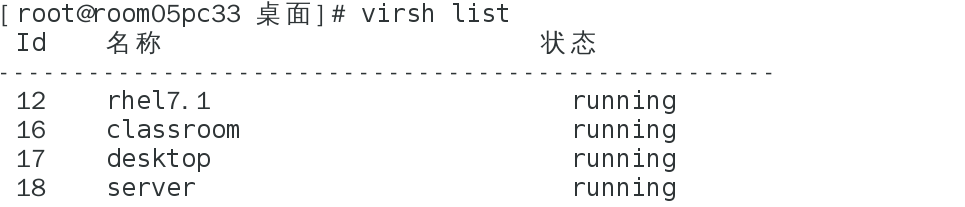 [root@room05pc33 桌面]# virsh list
Id 名称 状态
----------------------------------------------------
12 rhel7.1 running
16 classroom running
17 desktop running
18 server running